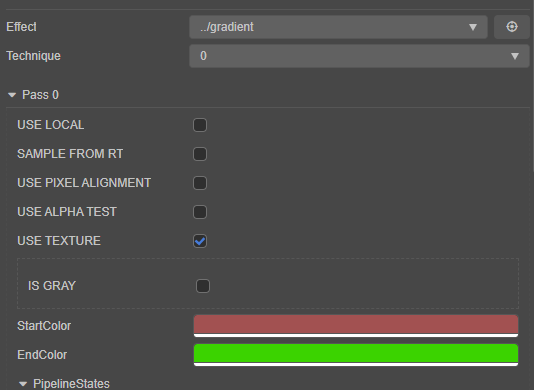 Effect
../gradient
Technique
0
Pass 0
USE LOCAL
SAMPLE FROM RT
USE PIXEL ALIGNMENT
USE ALPHA TEST
USE TEXTURE
IS GRAY
StartColor
EndColor
PipelineStates